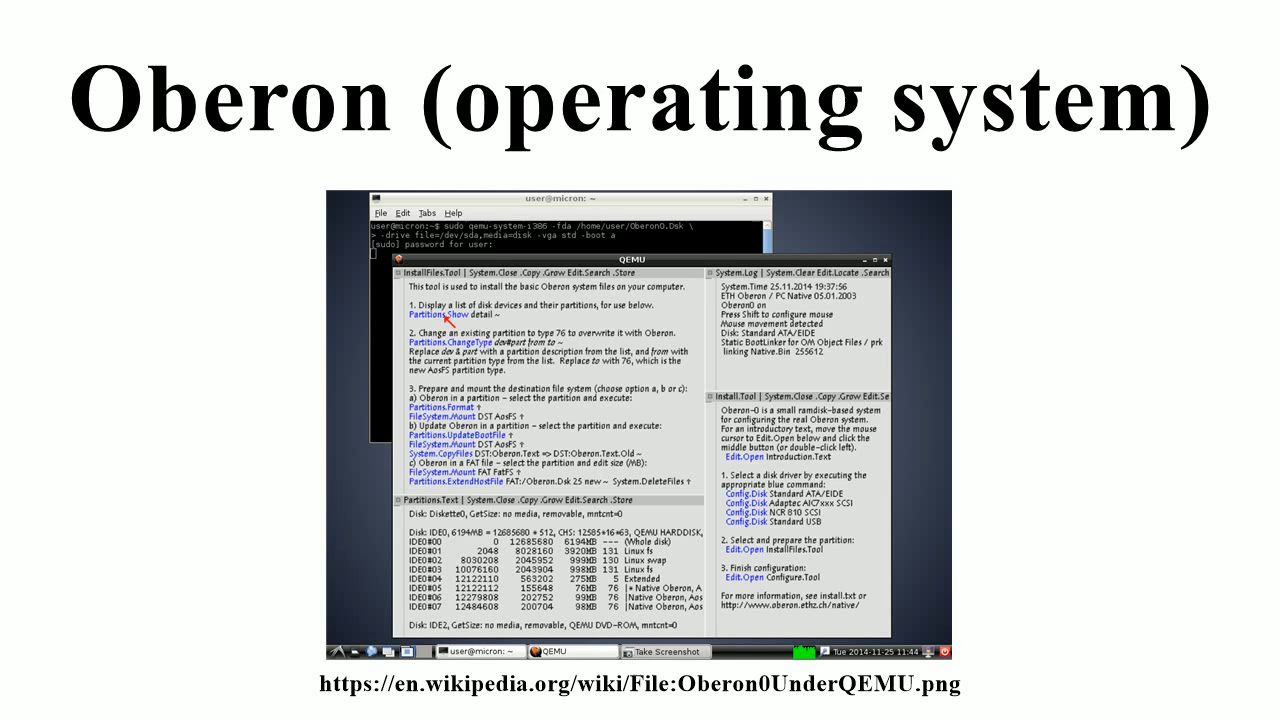 Oberon (operating system)
user@micron: ~
File Edit Tabs Help
user@micron:~$ sudo qemu-system-i386 -fda /home/user/Oberon0.Dsk \
> -drive file=/dev/sda,media=disk -vga std -boot a
[sudo] password for user:
QEMU
InstallFiles.Tool | System.Close .Copy .Grow Edit.Search .Store
This tool is used to install the basic Oberon system files on your computer.
1. Display a list of disk devices and their partitions, for use below.
Partitions.Show detail ~
2. Change an existing partition to type 76 to overwrite it with Oberon.
Partitions.ChangeType dev#part from to ~
Replace dev & part with a partition description from the list, and from with
the current partition type from the list. Replace to with 76, which is the
new AosFS partition type.
3. Prepare and mount the destination file system (choose option a, b or c):
a) Oberon in a partition – select the partition and execute:
Partitions.Format ↑
FileSystem.Mount DST AosFS ↑
b) Update Oberon in a partition – select the partition and execute:
Partitions.UpdateBootFile ↑
FileSystem.Mount DST AosFS ↑
System.CopyFiles DST:Oberon.Text => DST:Oberon.Text.Old ~
c) Oberon in a FAT file – select the partition and edit size (MB):
FileSystem.Mount FAT FatFS ↑
Partitions.ExtendHostFile FAT:/Oberon.Dsk 25 new ~ System.DeleteFiles ↑
Partitions.Text | System.Close .Copy .Grow Edit.Search .Store
Disk: Diskette0, GetSize: no media, removable, mntcnt=0
Disk: IDE0, 6194MB = 12685680 * 512, CHS: 12585*16*63, QEMU HARDDISK,
IDE0#00 0 12685680 6194MB --- (Whole disk)
IDE0#01 2048 8028160 3920MB 131 Linux fs
IDE0#02 8030208 2045952 999MB 130 Linux swap
IDE0#03 10076160 2043904 998MB 131 Linux fs
IDE0#04 12122110 563202 275MB 5 Extended
IDE0#05 12122112 155648 76MB 76 |* Native Oberon, A
IDE0#06 12279808 202752 99MB 76 |Native Oberon, Aos
IDE0#07 12484608 200704 98MB 76 |Native Oberon, Aos
Disk: IDE2, GetSize: no media, removable, QEMU DVD-ROM, mntcnt=0
System.Log | System.Clear Edit.Locate .Search
System.Time 25.11.2014 19:37:56
ETH Oberon / PC Native 05.01.2003
Oberon0 on
Press Shift to configure mouse
Mouse movement detected
Disk: Standard ATA/EIDE
Static BootLinker for OM Object Files / prk
linking Native.Bin 255612
Install.Tool | System.Close .Copy .Grow Edit.Se
Oberon-0 is a small ramdisk-based system
for configuring the real Oberon system.
For an introductory text, move the mouse
cursor to Edit.Open below and click the
middle button (or double-click left).
Edit.Open Introduction.Text
1. Select a disk driver by executing the
appropriate blue command:
Config.Disk Standard ATA/EIDE
Config.Disk Adaptec AIC7xxx SCSI
Config.Disk NCR 810 SCSI
Config.Disk Standard USB
2. Select and prepare the partition:
Edit.Open InstallFiles.Tool
3. Finish configuration:
Edit.Open Configure.Tool
For more information, see install.txt or
http://www.oberon.ethz.ch/native/
user@micron: ~ QEMU Take Screenshot Tue 2014-11-25 11:44
https://en.wikipedia.org/wiki/File:Oberon0UnderQEMU.png